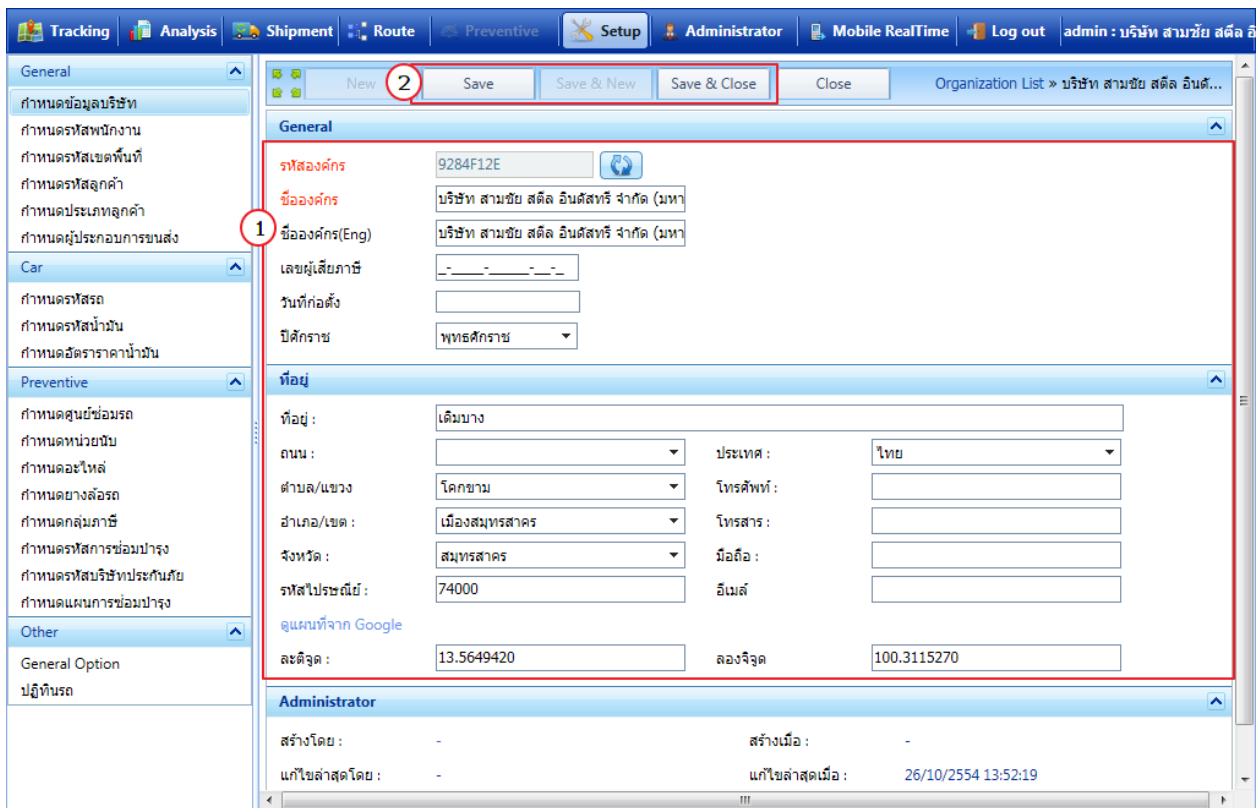 Tracking Analysis Shipment Route Preventive Setup Administrator Mobile RealTime Log out admin : บริษัท สามชัย สตีล
General
กำหนดข้อมูลบริษัท
กำหนดรหัสพนักงาน
กำหนดรหัสเขตพื้นที่
กำหนดรหัสลูกค้า
กำหนดประเภทลูกค้า
กำหนดผู้ประกอบการขนส่ง
Car
กำหนดรหัสรถ
กำหนดรหัสน้ำมัน
กำหนดอัตราราคาน้ำมัน
Preventive
กำหนดศูนย์ซ่อมรถ
กำหนดหน่วยนับ
กำหนดอะไหล่
กำหนดยางล้อรถ
กำหนดกลุ่มภาษี
กำหนดรหัสการซ่อมบำรุง
กำหนดรหัสบริษัทประกันภัย
กำหนดแผนการซ่อมบำรุง
Other
General Option
ปฏิทินรถ
New 2 Save Save & New Save & Close Close Organization List » บริษัท สามชัย สตีล อินดั...
General
1
รหัสองค์กร 9284F12E
ชื่อองค์กร บริษัท สามชัย สตีล อินดัสทรี จำกัด (มหา
ชื่อองค์กร(Eng) บริษัท สามชัย สตีล อินดัสทรี จำกัด (มหา
เลขผู้เสียภาษี _-____-_____-__-_
วันที่ก่อตั้ง
ปีศักราช พุทธศักราช
ที่อยู่
ที่อยู่ : เดิมบาง
ถนน : ประเทศ : ไทย
ตำบล/แขวง โคกขาม โทรศัพท์ :
อำเภอ/เขต : เมืองสมุทรสาคร โทรสาร :
จังหวัด : สมุทรสาคร มือถือ :
รหัสไปรษณีย์ : 74000 อีเมล์
ดูแผนที่จาก Google
ละติจูด : 13.5649420 ลองจิจูด 100.3115270
Administrator
สร้างโดย : - สร้างเมื่อ : -
แก้ไขล่าสุดโดย : - แก้ไขล่าสุดเมื่อ : 26/10/2554 13:52:19